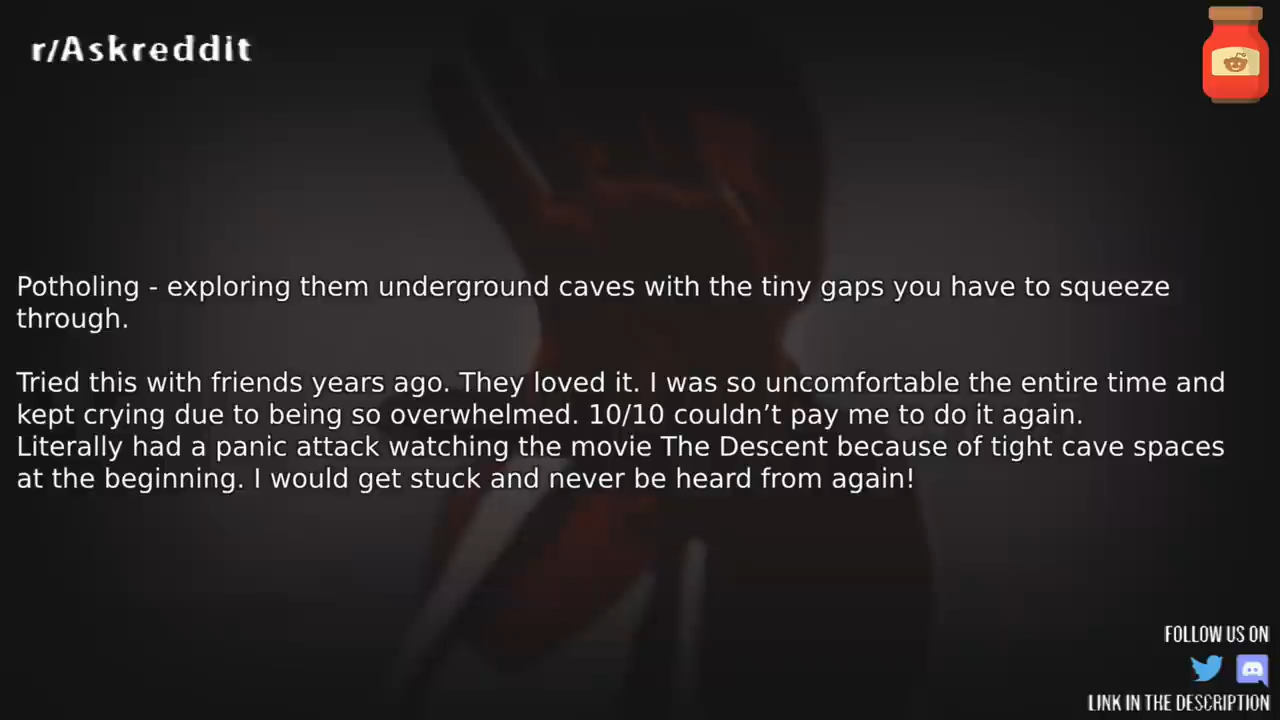 r/Askreddit
Potholing - exploring them underground caves with the tiny gaps you have to squeeze
through.
Tried this with friends years ago. They loved it. I was so uncomfortable the entire time and
kept crying due to being so overwhelmed. 10/10 couldn’t pay me to do it again.
Literally had a panic attack watching the movie The Descent because of tight cave spaces
at the beginning. I would get stuck and never be heard from again!
FOLLOW US ON
LINK IN THE DESCRIPTION